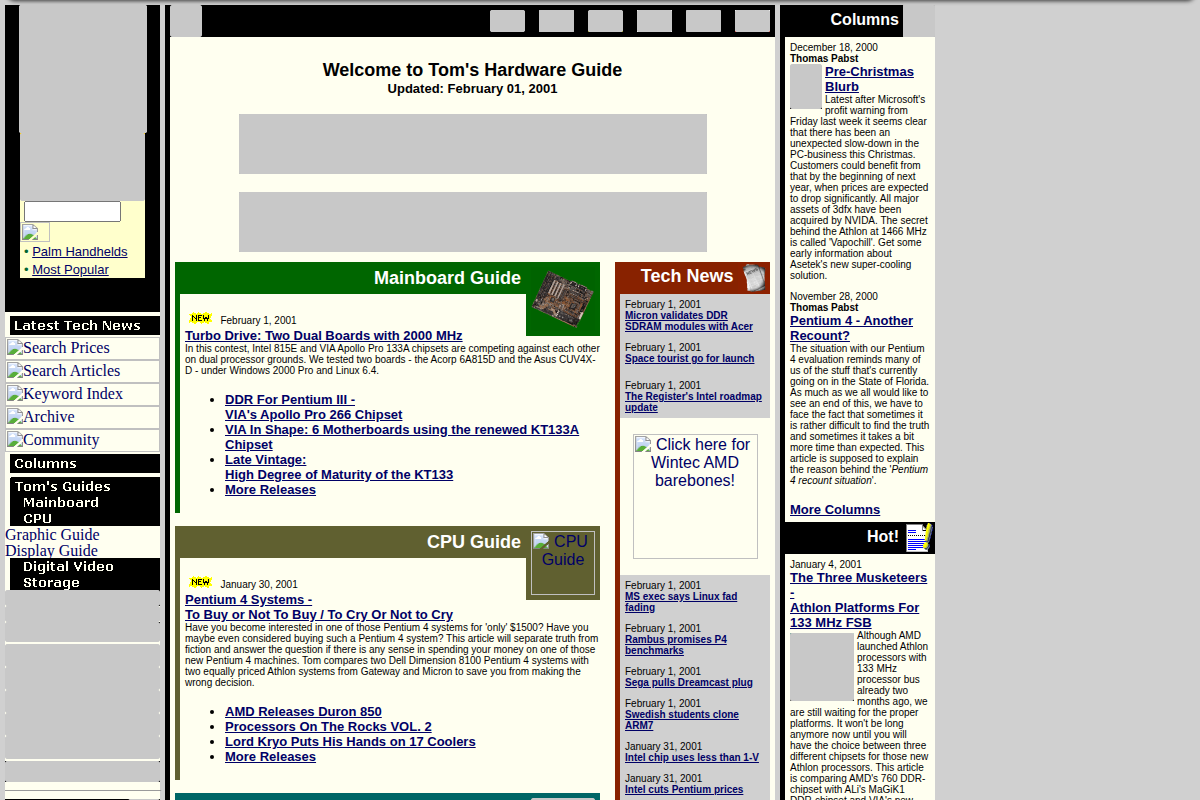 Palm Handhelds
Most Popular
Latest Tech News
Search Prices
Search Articles
Keyword Index
Archive
Community
Columns
Tom's Guides
Mainboard
CPU
Graphic Guide
Display Guide
Digital Video
Storage
Welcome to Tom's Hardware Guide
Updated: February 01, 2001
Mainboard Guide
NEW February 1, 2001
Turbo Drive: Two Dual Boards with 2000 MHz
In this contest, Intel 815E and VIA Apollo Pro 133A chipsets are competing against each other
on dual processor grounds. We tested two boards - the Acorp 6A815D and the Asus CUV4X-
D - under Windows 2000 Pro and Linux 6.4.
DDR For Pentium III -
VIA's Apollo Pro 266 Chipset
VIA In Shape: 6 Motherboards using the renewed KT133A
Chipset
Late Vintage:
High Degree of Maturity of the KT133
More Releases
CPU Guide
CPU
Guide
NEW January 30, 2001
Pentium 4 Systems -
To Buy or Not To Buy / To Cry Or Not to Cry
Have you become interested in one of those Pentium 4 systems for 'only' $1500? Have you
maybe even considered buying such a Pentium 4 system? This article will separate truth from
fiction and answer the question if there is any sense in spending your money on one of those
new Pentium 4 machines. Tom compares two Dell Dimension 8100 Pentium 4 systems with
two equally priced Athlon systems from Gateway and Micron to save you from making the
wrong decision.
AMD Releases Duron 850
Processors On The Rocks VOL. 2
Lord Kryo Puts His Hands on 17 Coolers
More Releases
Tech News
February 1, 2001
Micron validates DDR
SDRAM modules with Acer
February 1, 2001
Space tourist go for launch
February 1, 2001
The Register's Intel roadmap
update
Click here for
Wintec AMD
barebones!
February 1, 2001
MS exec says Linux fad
fading
February 1, 2001
Rambus promises P4
benchmarks
February 1, 2001
Sega pulls Dreamcast plug
February 1, 2001
Swedish students clone
ARM7
January 31, 2001
Intel chip uses less than 1-V
January 31, 2001
Intel cuts Pentium prices
Columns
December 18, 2000
Thomas Pabst
Pre-Christmas
Blurb
Latest after Microsoft's
profit warning from
Friday last week it seems clear
that there has been an
unexpected slow-down in the
PC-business this Christmas.
Customers could benefit from
that by the beginning of next
year, when prices are expected
to drop significantly. All major
assets of 3dfx have been
acquired by NVIDA. The secret
behind the Athlon at 1466 MHz
is called 'Vapochill'. Get some
early information about
Asetek's new super-cooling
solution.
November 28, 2000
Thomas Pabst
Pentium 4 - Another
Recount?
The situation with our Pentium
4 evaluation reminds many of
us of the stuff that's currently
going on in the State of Florida.
As much as we all would like to
see an end of this, we have to
face the fact that sometimes it
is rather difficult to find the truth
and sometimes it takes a bit
more time than expected. This
article is supposed to explain
the reason behind the 'Pentium
4 recount situation'.
More Columns
Hot!
January 4, 2001
The Three Musketeers
-
Athlon Platforms For
133 MHz FSB
Although AMD
launched Athlon
processors with
133 MHz
processor bus
already two
months ago, we
are still waiting for the proper
platforms. It won't be long
anymore now until you will
have the choice between three
different chipsets for those new
Athlon processors. This article
is comparing AMD's 760 DDR-
chipset with ALi's MaGiK1
DDR-chipset and VIA's new